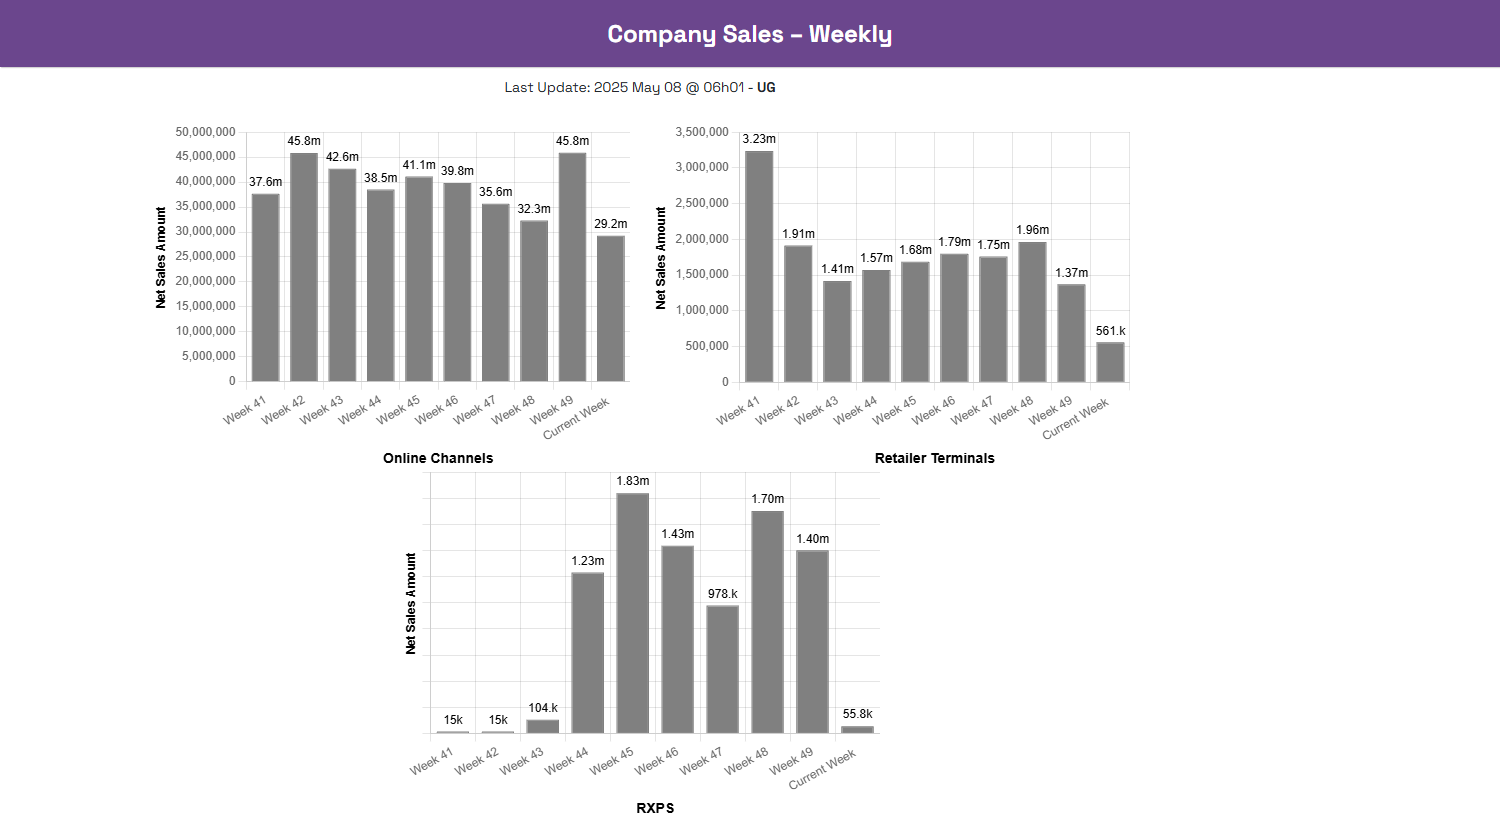 Company Sales – Weekly
Last Update: 2025 May 08 @ 06h01 - UG
Net Sales Amount
50,000,000
45,000,000
40,000,000
35,000,000
30,000,000
25,000,000
20,000,000
15,000,000
10,000,000
5,000,000
0
37.6m
45.8m
42.6m
38.5m
41.1m
39.8m
35.6m
32.3m
45.8m
29.2m
Week 41
Week 42
Week 43
Week 44
Week 45
Week 46
Week 47
Week 48
Week 49
Current Week
Online Channels
Net Sales Amount
3,500,000
3,000,000
2,500,000
2,000,000
1,500,000
1,000,000
500,000
0
3.23m
1.91m
1.41m
1.57m
1.68m
1.79m
1.75m
1.96m
1.37m
561.k
Week 41
Week 42
Week 43
Week 44
Week 45
Week 46
Week 47
Week 48
Week 49
Current Week
Retailer Terminals
Net Sales Amount
15k
15k
104.k
1.23m
1.83m
1.43m
978.k
1.70m
1.40m
55.8k
Week 41
Week 42
Week 43
Week 44
Week 45
Week 46
Week 47
Week 48
Week 49
Current Week
RXPS